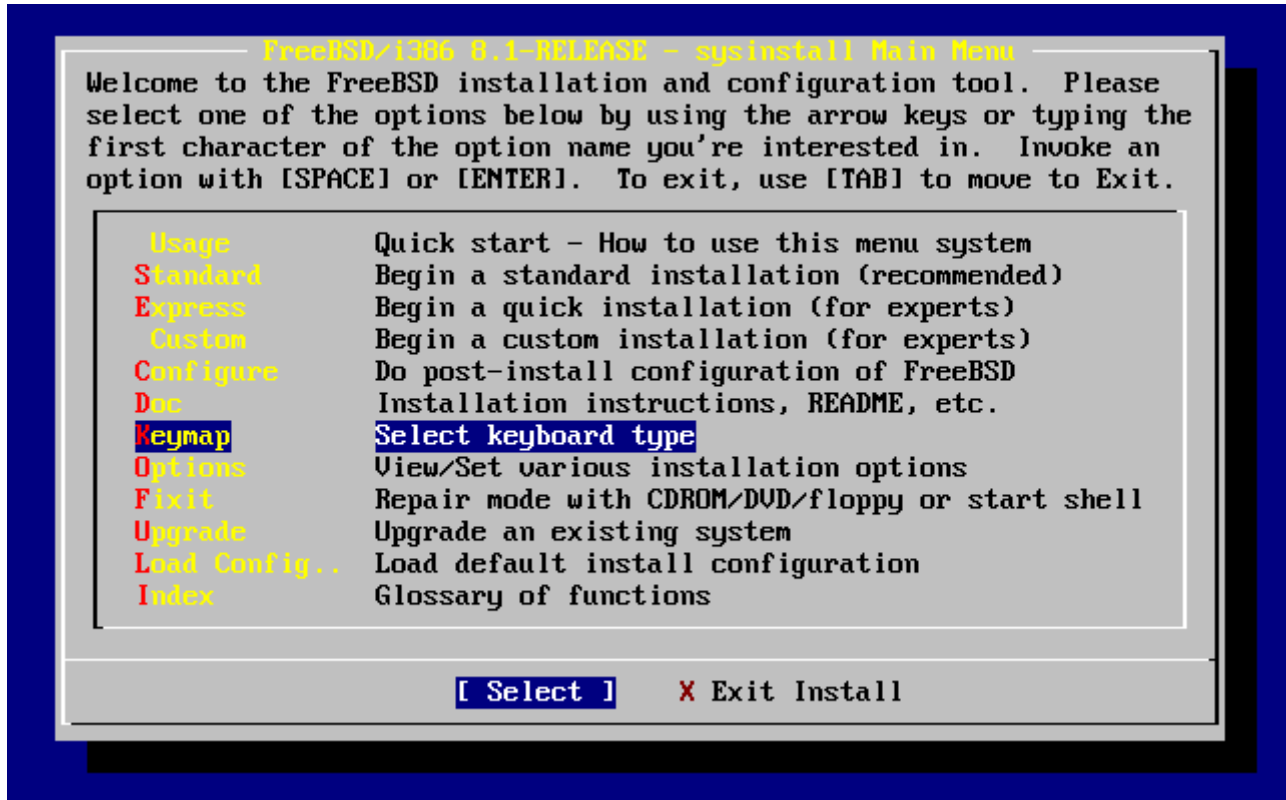 FreeBSD/i386 8.1-RELEASE - sysinstall Main Menu
Welcome to the FreeBSD installation and configuration tool.  Please
select one of the options below by using the arrow keys or typing the
first character of the option name you're interested in.  Invoke an
option with [SPACE] or [ENTER].  To exit, use [TAB] to move to Exit.
Usage Quick start - How to use this menu system
Standard Begin a standard installation (recommended)
Express Begin a quick installation (for experts)
Custom Begin a custom installation (for experts)
Configure Do post-install configuration of FreeBSD
Doc Installation instructions, README, etc.
Keymap Select keyboard type
Options View/Set various installation options
Fixit Repair mode with CDROM/DVD/floppy or start shell
Upgrade Upgrade an existing system
Load Config.. Load default install configuration
Index Glossary of functions
[ Select ] X Exit Install